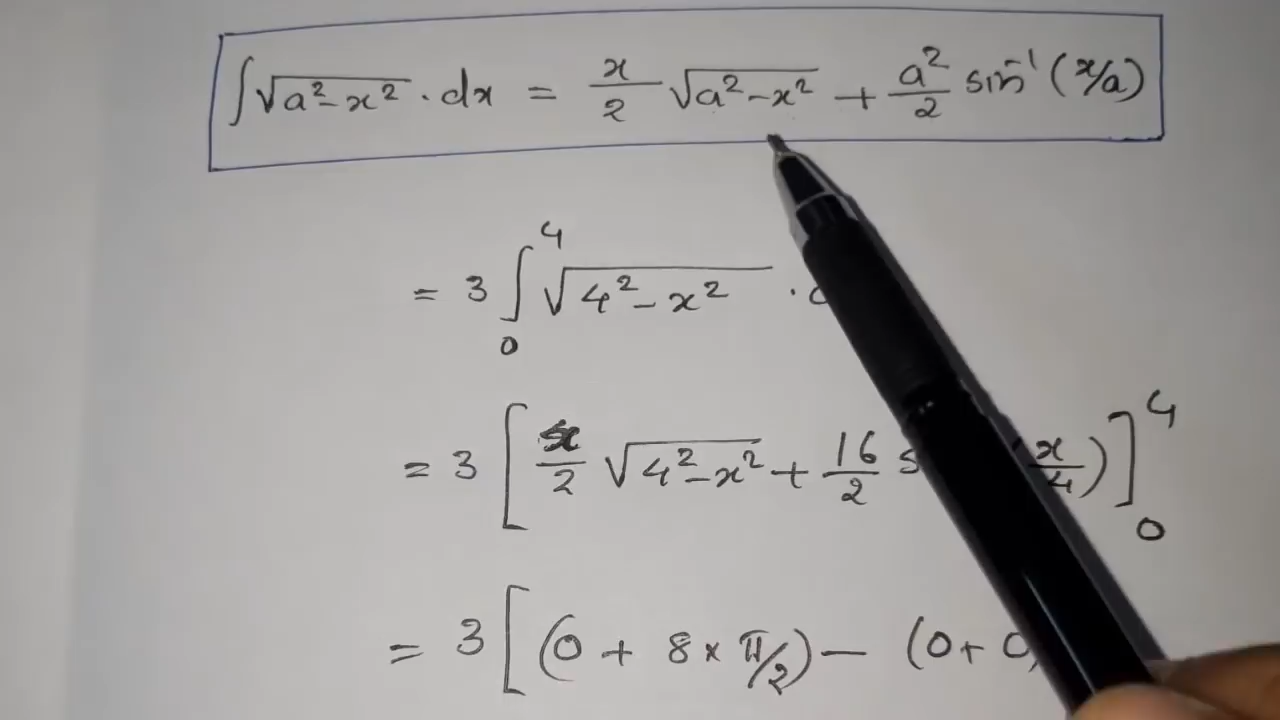 ∫√a²-x² . dx = x/2 √a²-x² + a²/2 sin⁻¹ (x/a)
= 3 ∫₀⁴ √4²-x² .
= 3 [ x/2 √4²-x² + 16/2 s x/4 ) ]₀⁴
= 3 [ (0 + 8 × π/2) - (0+0